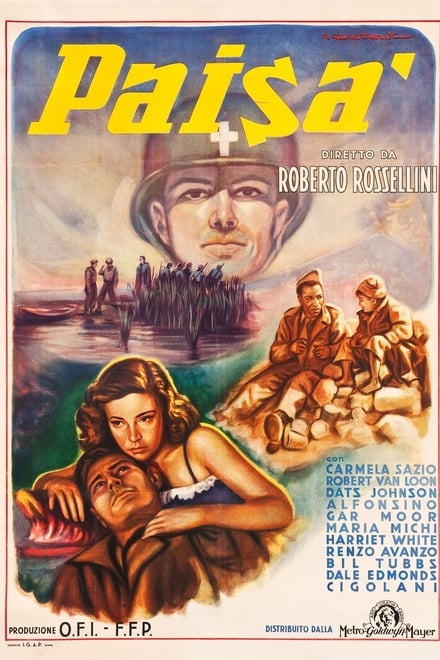 Paisà
DIRETTO DA
ROBERTO ROSSELLINI
con
CARMELA SAZIO
ROBERT VAN LOON
DATS JOHNSON
ALFONSINO
GAR MOOR
MARIA MICHI
HARRIET WHITE
RENZO AVANZO
BIL TUBBS
DALE EDMONDS
CIGOLANI
PRODUZIONE O.F.I. - F.F.P.
DISTRIBUITO DALLA
Metro-Goldwyn-Mayer